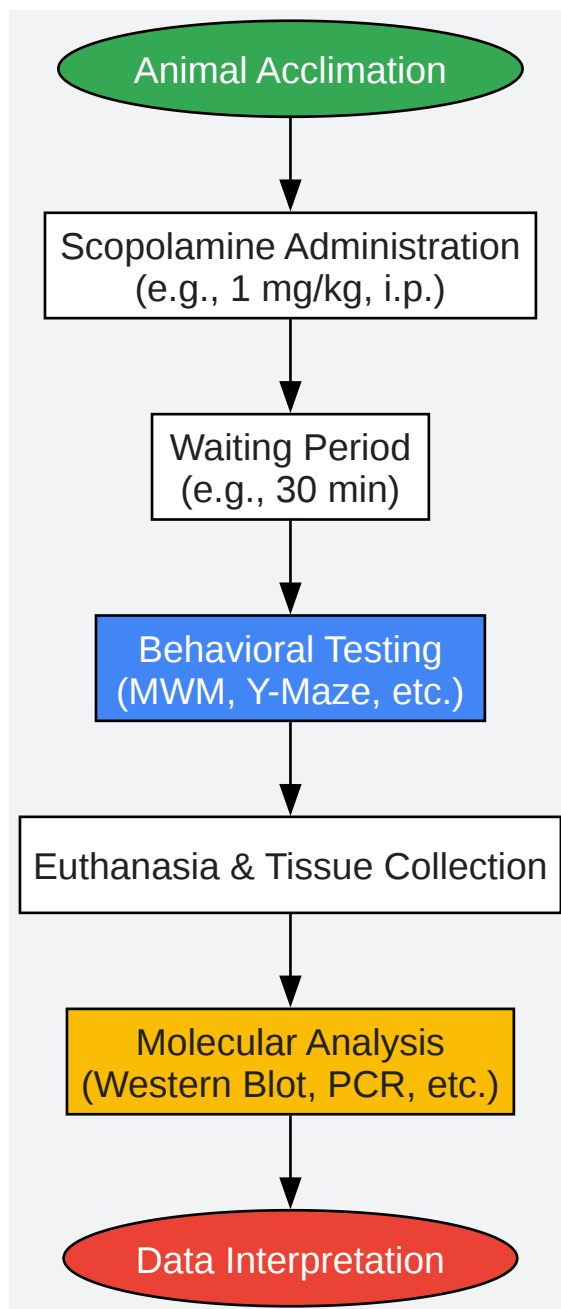 Animal Acclimation
Scopolamine Administration
(e.g., 1 mg/kg, i.p.)
Waiting Period
(e.g., 30 min)
Behavioral Testing
(MWM, Y-Maze, etc.)
Euthanasia & Tissue Collection
Molecular Analysis
(Western Blot, PCR, etc.)
Data Interpretation